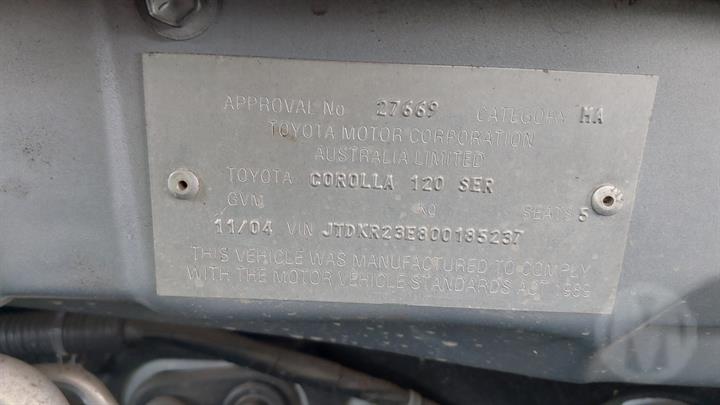 APPROVAL No 27669 CATEGORY MA
TOYOTA MOTOR CORPORATION
AUSTRALIA LIMITED
TOYOTA COROLLA 120 SER
GVM kg SEATS 5
11/04 VIN JTDKR23E800185237
THIS VEHICLE WAS MANUFACTURED TO COMPLY
WITH THE MOTOR VEHICLE STANDARDS ACT 1989